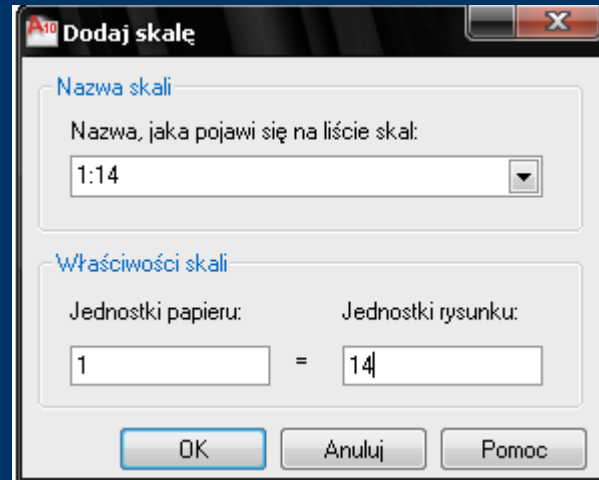 A10 Dodaj skalę
Nazwa skali
Nazwa, jaka pojawi się na liście skal:
1:14
Właściwości skali
Jednostki papieru: Jednostki rysunku:
1 = 14
OK Anuluj Pomoc